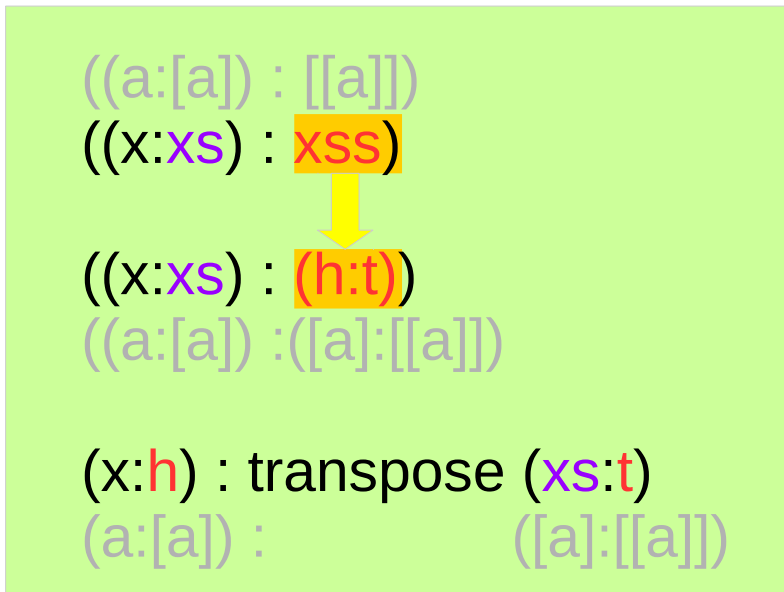 ((a:[a]) : [[a]])
((x:xs) : xss)
((x:xs) : (h:t))
((a:[a]) :([a]:[[a]])
(x:h) : transpose (xs:t)
(a:[a]) : ([a]:[[a]])